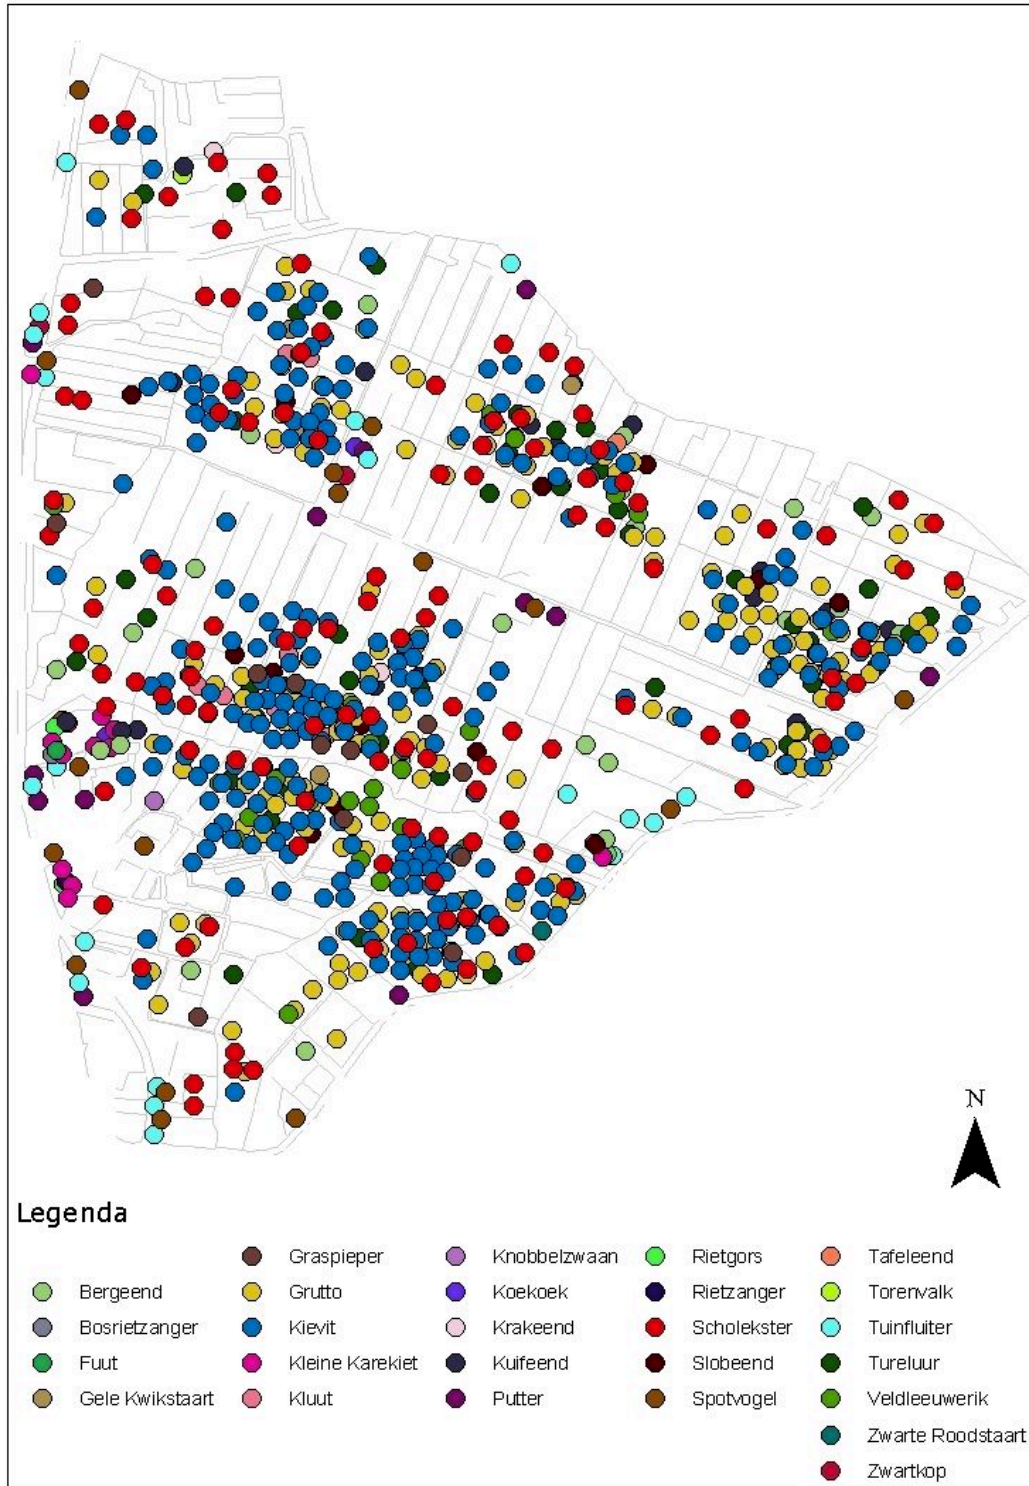 N
Legenda
Bergeend
Bosrietzanger
Fuut
Gele Kwikstaart
Graspieper
Grutto
Kievit
Kleine Karekiet
Kluut
Knobbelzwaan
Koekoek
Krakeend
Kuifeend
Putter
Rietgors
Rietzanger
Scholekster
Slobeend
Spotvogel
Tafeleend
Torenvalk
Tuinfluiter
Tureluur
Veldleeuwerik
Zwarte Roodstaart
Zwartkop